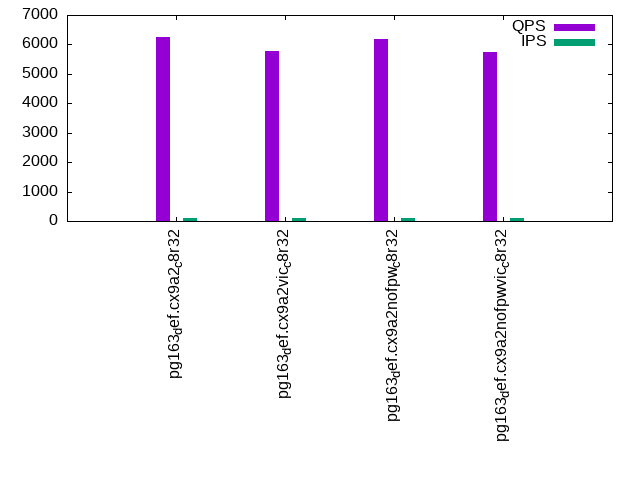 QPS
IPS
7000
6000
5000
4000
3000
2000
1000
0
pg163def.cx9a2c8r32
pg163def.cx9a2vicc8r32
pg163def.cx9a2nofpwc8r32
pg163def.cx9a2nofpwvicc8r32